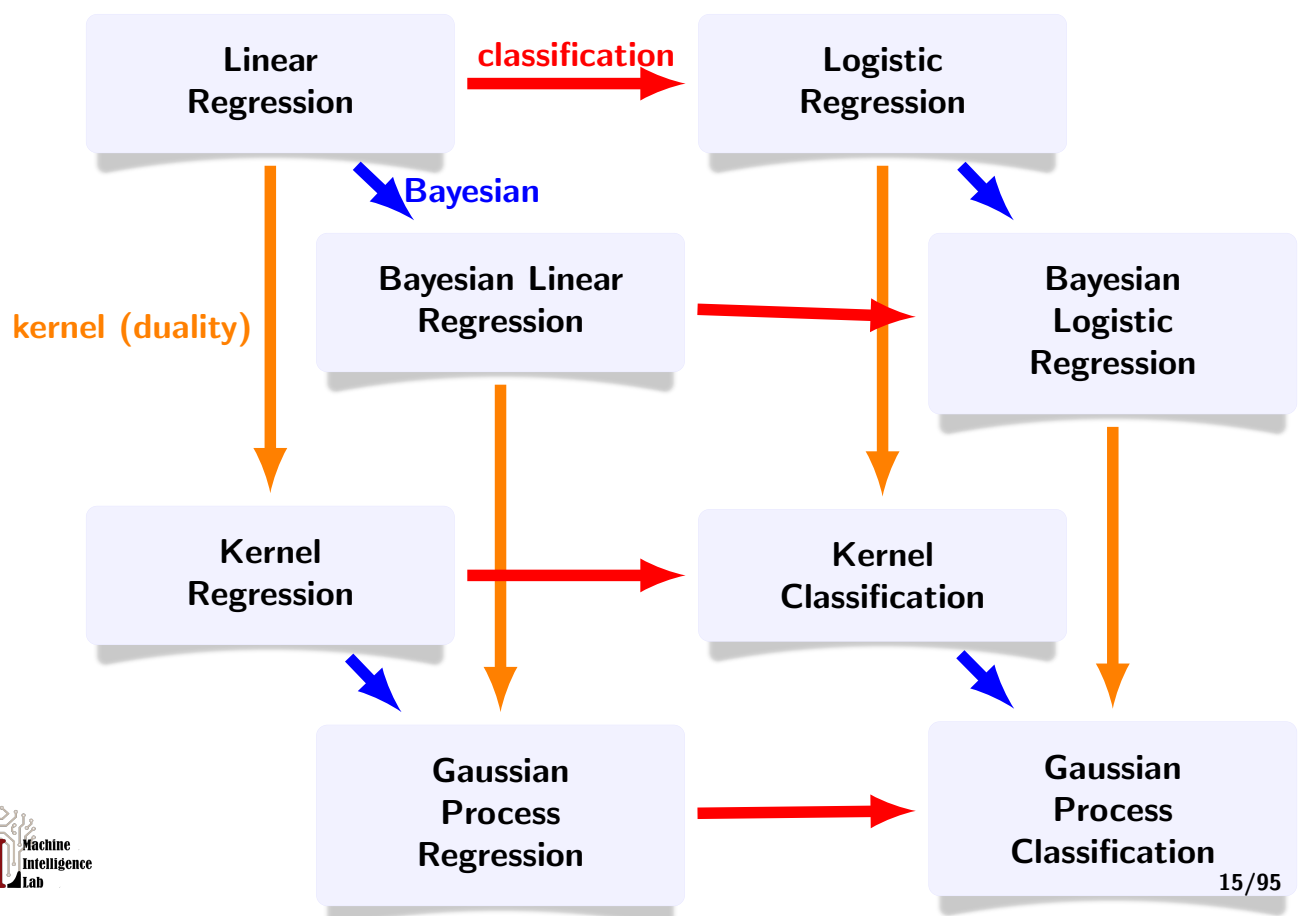 Linear
Regression
classification
Logistic
Regression
Bayesian
Bayesian Linear
Regression
Bayesian
Logistic
Regression
kernel (duality)
Kernel
Regression
Kernel
Classification
Gaussian
Process
Regression
Gaussian
Process
Classification
Machine
Intelligence
Lab
15/95